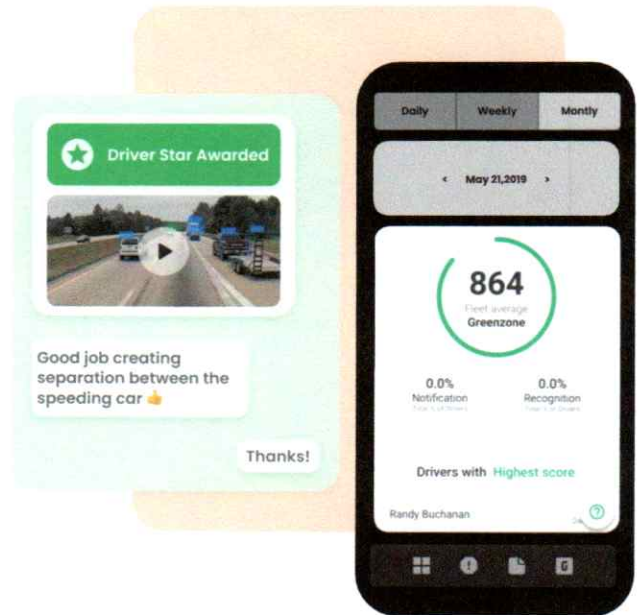 Driver Star Awarded
Good job creating
separation between the
speeding car 👍
Thanks!
Daily
Weekly
Montly
< May 21,2019 >
864
Fleet average
Greenzone
0.0%
Notification
0.0%
Recognition
Drivers with Highest score
Randy Buchanan
?
G